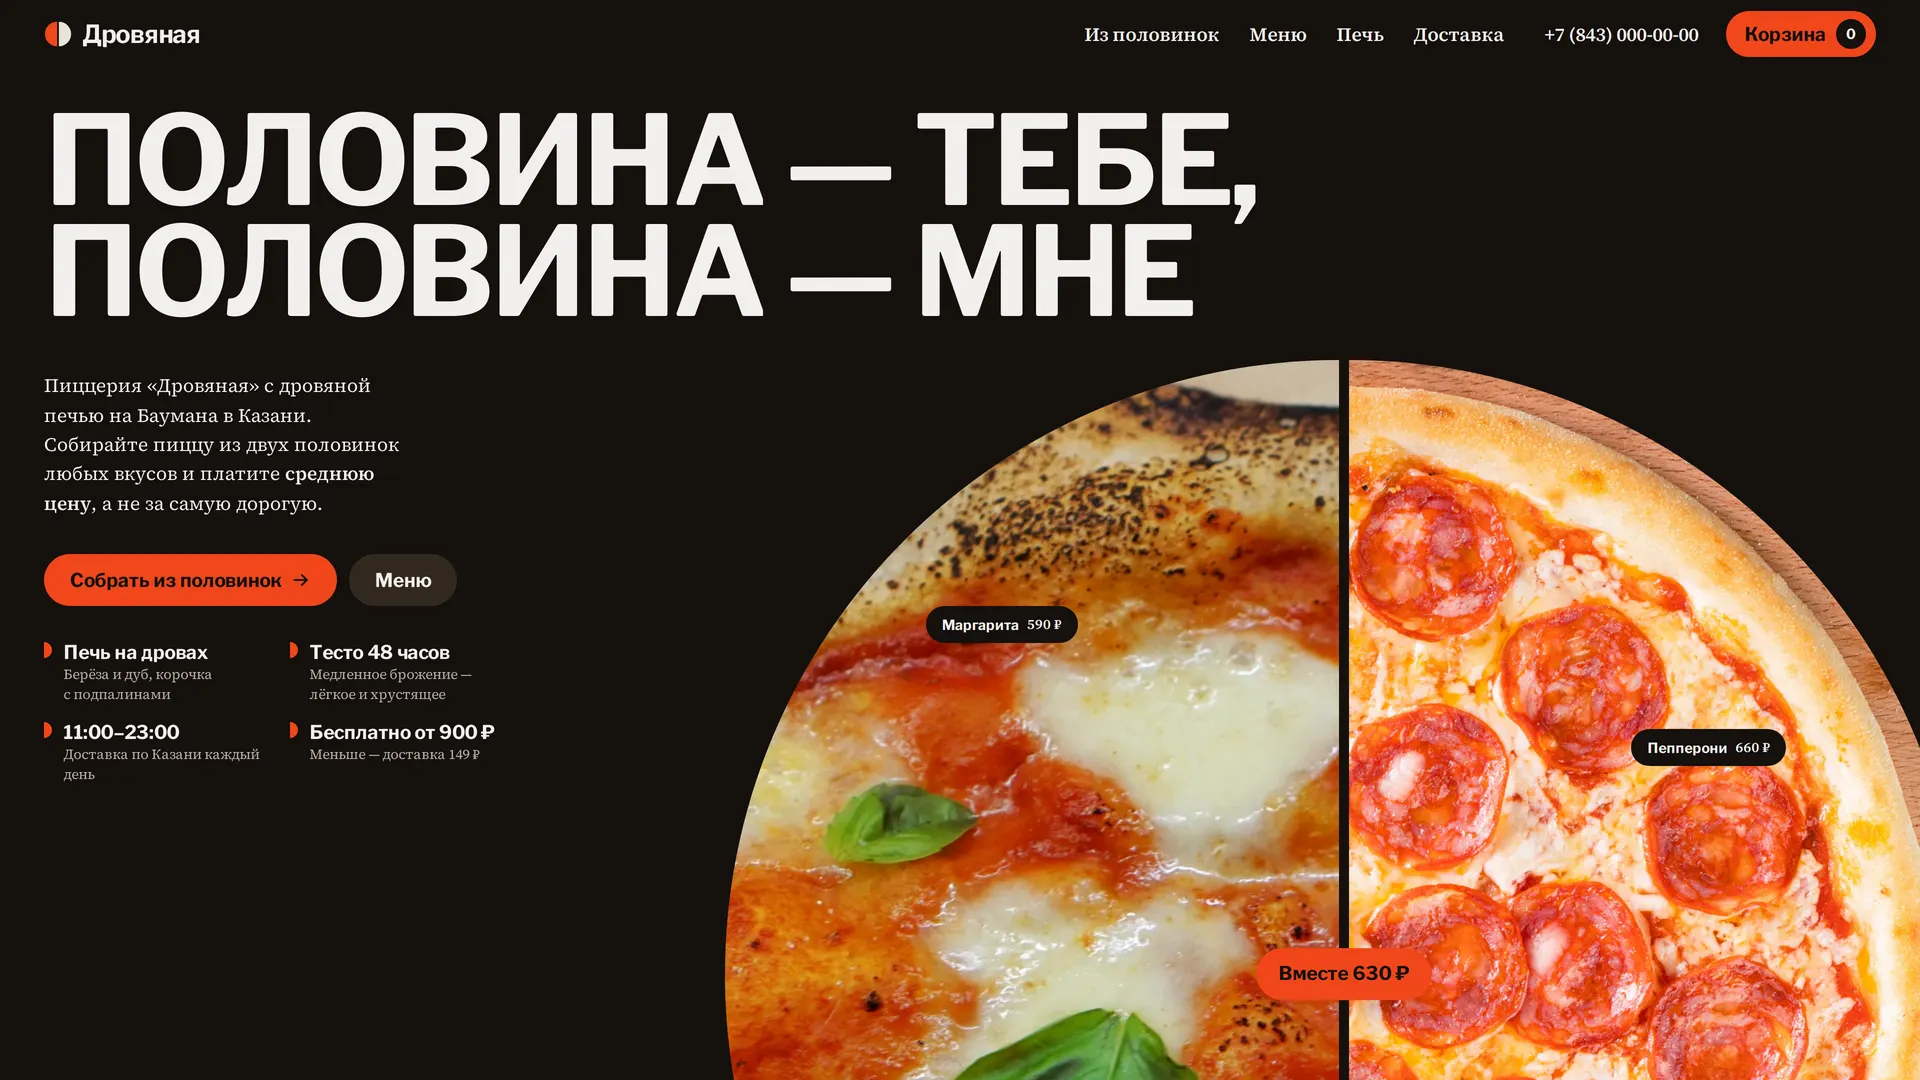 Дровяная
Из половинок
Меню
Печь
Доставка
+7 (843) 000-00-00
Корзина 0
ПОЛОВИНА — ТЕБЕ,
ПОЛОВИНА — МНЕ
Пиццерия «Дровяная» с дровяной
печью на Баумана в Казани.
Собирайте пиццу из двух половинок
любых вкусов и платите среднюю
цену, а не за самую дорогую.
Собрать из половинок →
Меню
Печь на дровах
Берёза и дуб, корочка
с подпалинами
Тесто 48 часов
Медленное брожение —
лёгкое и хрустящее
11:00–23:00
Доставка по Казани каждый
день
Бесплатно от 900 ₽
Меньше — доставка 149 ₽
Маргарита 590 ₽
Пепперони 660 ₽
Вместе 630 ₽